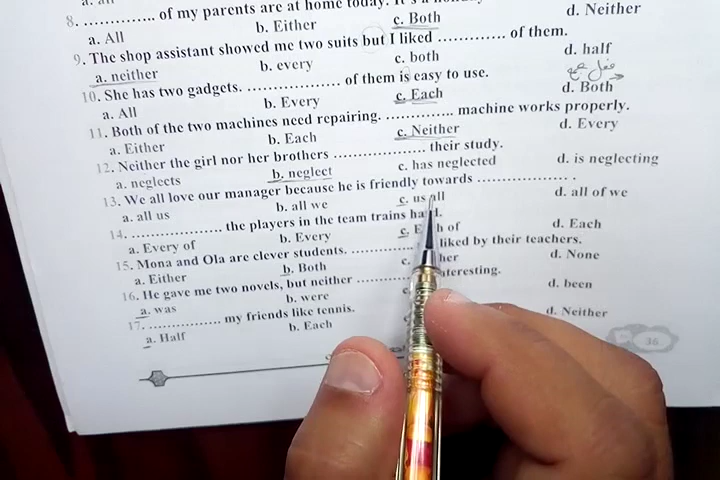 8. .............. of my parents are at home today. It's a
a. All b. Either c. Both d. Neither
9. The shop assistant showed me two suits but I liked ............ of them.
a. neither b. every c. both d. half
فعل جمع
10. She has two gadgets. ................. of them is easy to use.
a. All b. Every c. Each d. Both
11. Both of the two machines need repairing. ............ machine works properly.
a. Either b. Each c. Neither d. Every
12. Neither the girl nor her brothers ................ their study.
a. neglects b. neglect c. has neglected d. is neglecting
13. We all love our manager because he is friendly towards ................ .
a. all us b. all we c. us all d. all of we
14. ................ the players in the team trains
a. Every of b. Every c. of d. Each
15. Mona and Ola are clever students. ............ liked by their teachers.
a. Either b. Both c. d. None
16. He gave me two novels, but neither ............
a. was b. were d. been
17. ................ my friends like tennis.
a. Half b. Each d. Neither
36